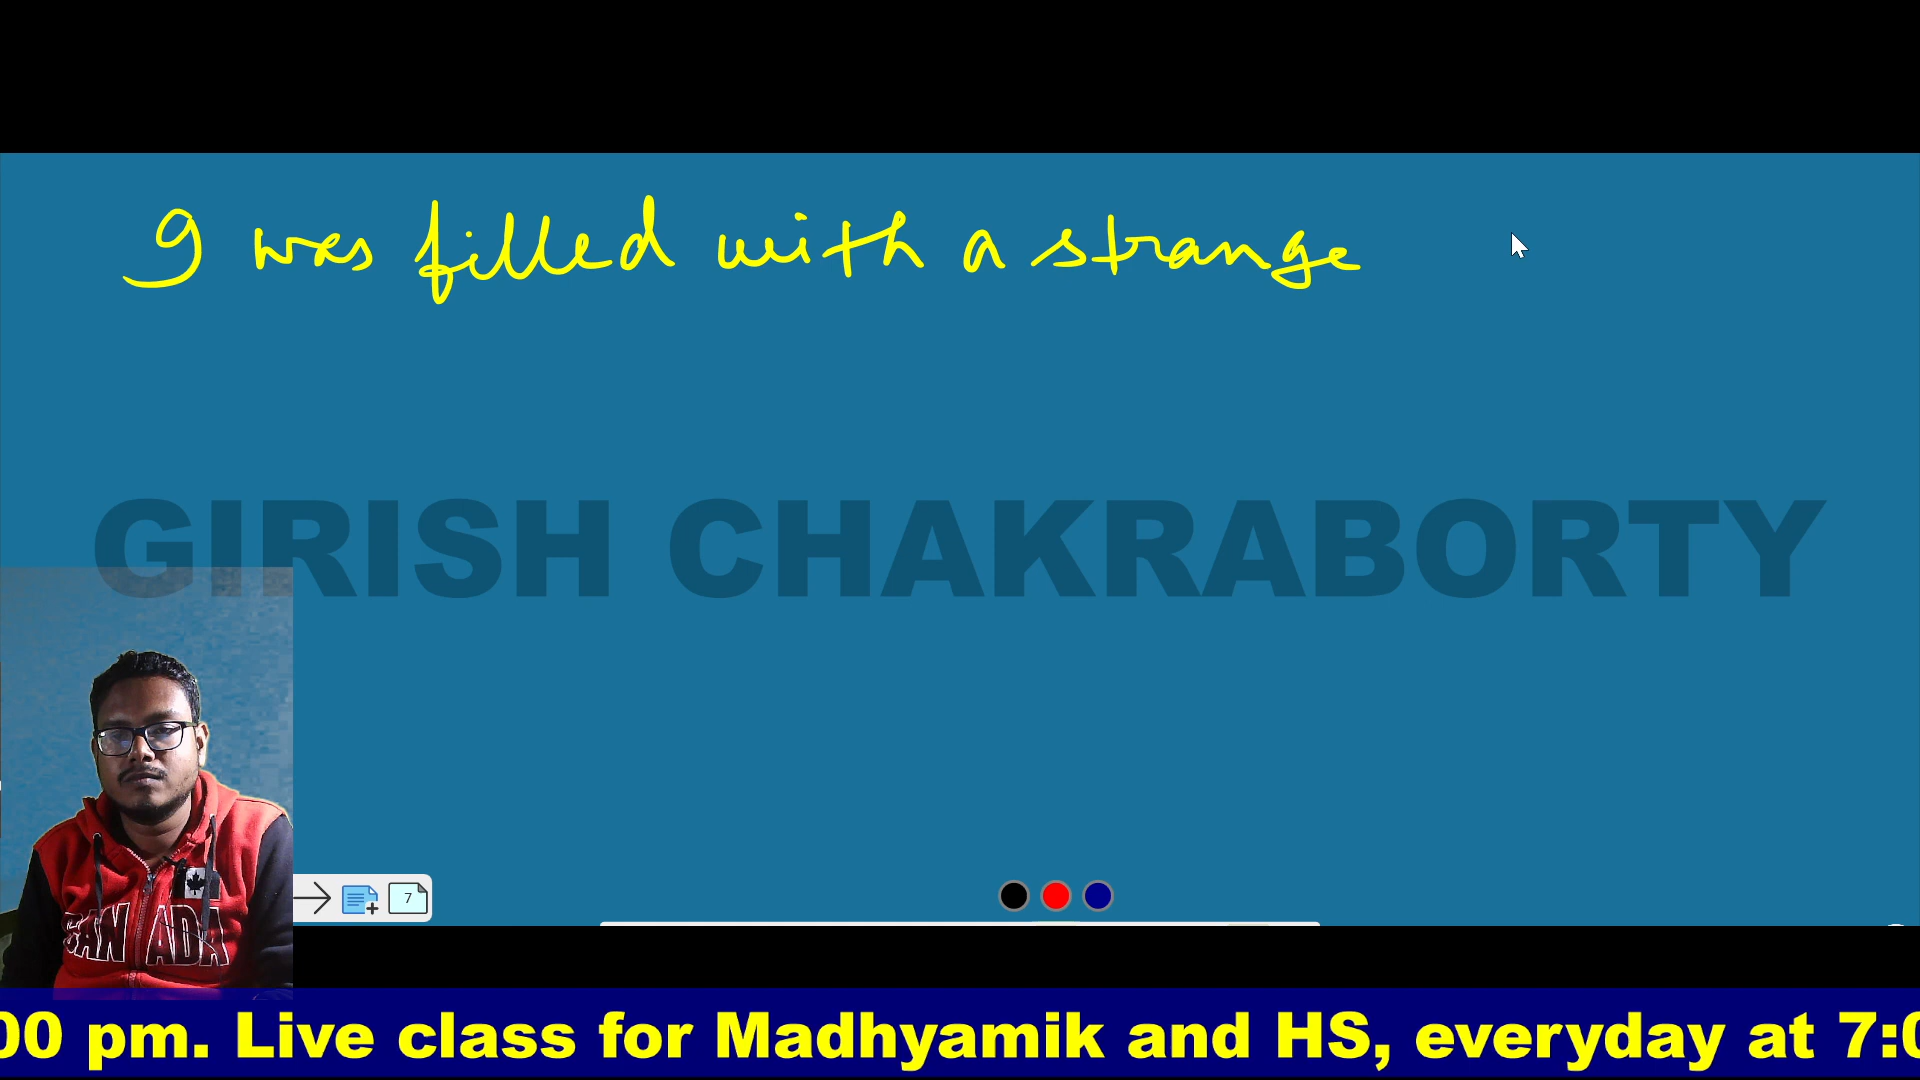 I was filled with a strange
GIRISH CHAKRABORTY
CANADA
7
00 pm. Live class for Madhyamik and HS, everyday at 7:0